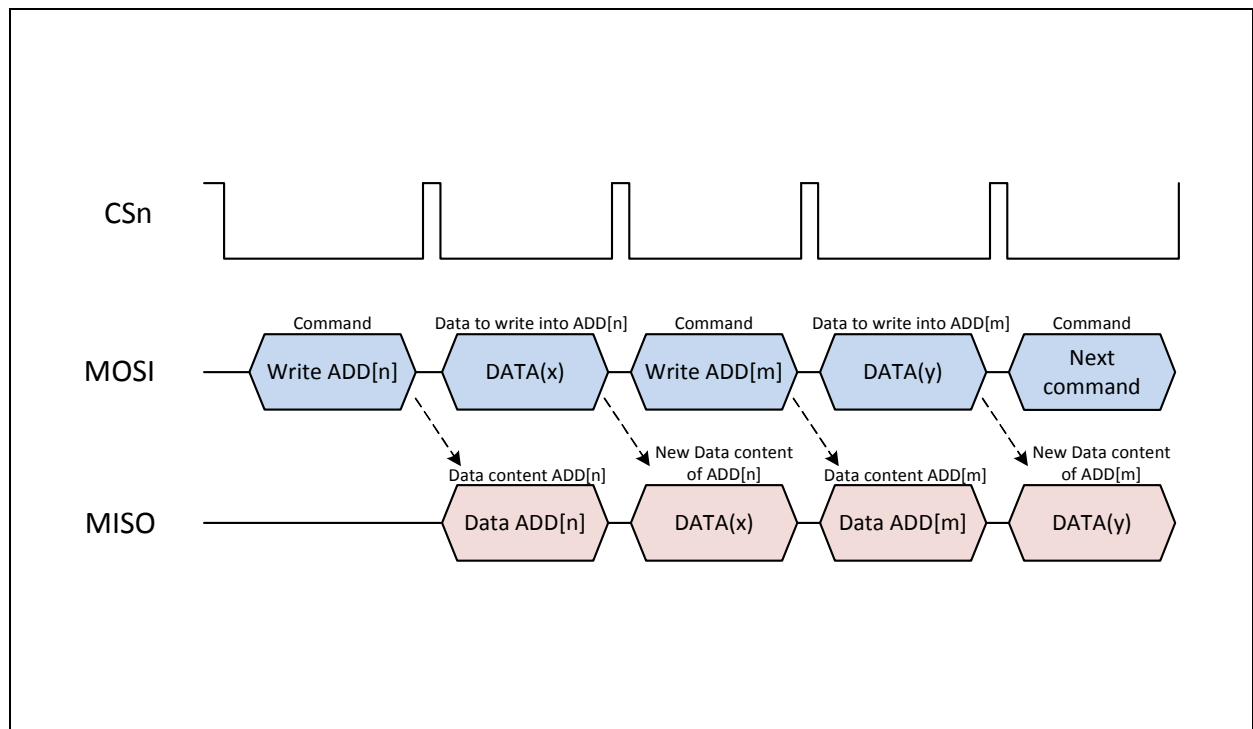 CSn
Command
Data to write into ADD[n]
Command
Data to write into ADD[m]
Command
MOSI
Write ADD[n]
DATA(x)
Write ADD[m]
DATA(y)
Next
command
Data content ADD[n]
New Data content
of ADD[n]
Data content ADD[m]
New Data content
of ADD[m]
MISO
Data ADD[n]
DATA(x)
Data ADD[m]
DATA(y)